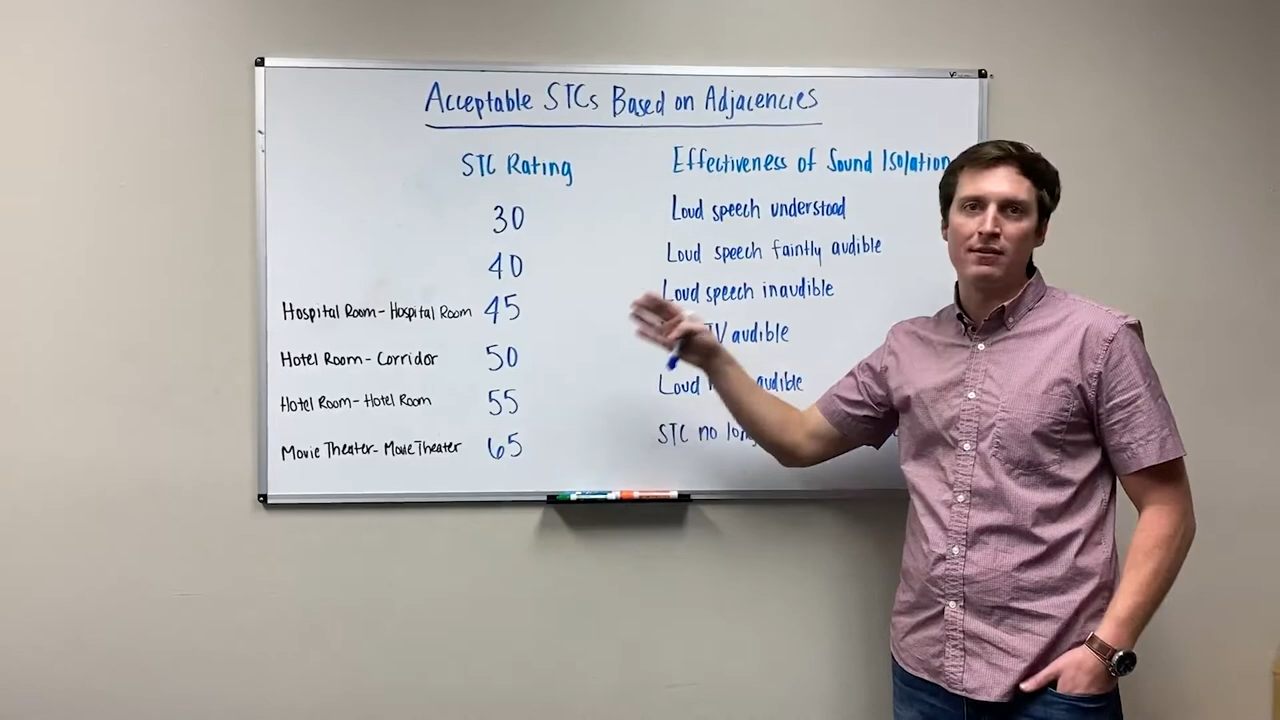 Acceptable STCs Based on Adjacencies
STC Rating Effectiveness of Sound Isolation
30 Loud speech understood
40 Loud speech faintly audible
Hospital Room - Hospital Room 45 Loud speech inaudible
Hotel Room - Corridor 50 TV audible
Hotel Room - Hotel Room 55 Loud audible
Movie Theater - Movie Theater 65 STC no